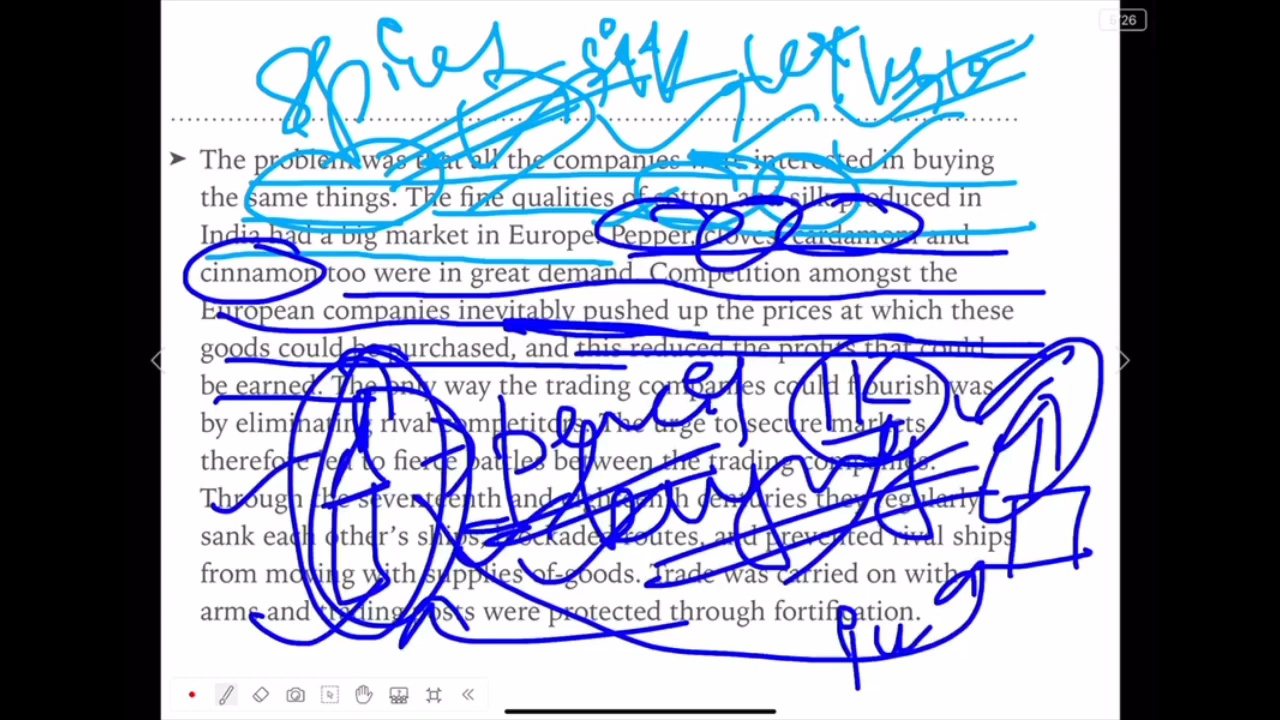 5/26
spices silk textile
➤ The problem was that all the companies were interested in buying
the same things. The fine qualities of cotton and silk produced in
India had a big market in Europe. Pepper, cloves, cardamom and
cinnamon too were in great demand. Competition amongst the
European companies inevitably pushed up the prices at which these
goods could be purchased, and this reduced the profits that could
be earned. The only way the trading companies could flourish was
by eliminating rival competitors. The urge to secure markets
therefore led to fierce battles between the trading companies.
Through the seventeenth and eighteenth centuries they regularly
sank each other's ships, blockaded routes, and prevented rival ships
from moving with supplies of goods. Trade was carried on with
arms and trading posts were protected through fortification.